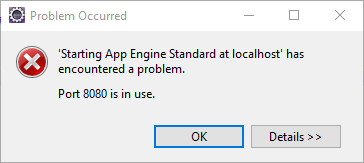 Problem Occurred
'Starting App Engine Standard at localhost' has
encountered a problem.
Port 8080 is in use.
OK
Details >>